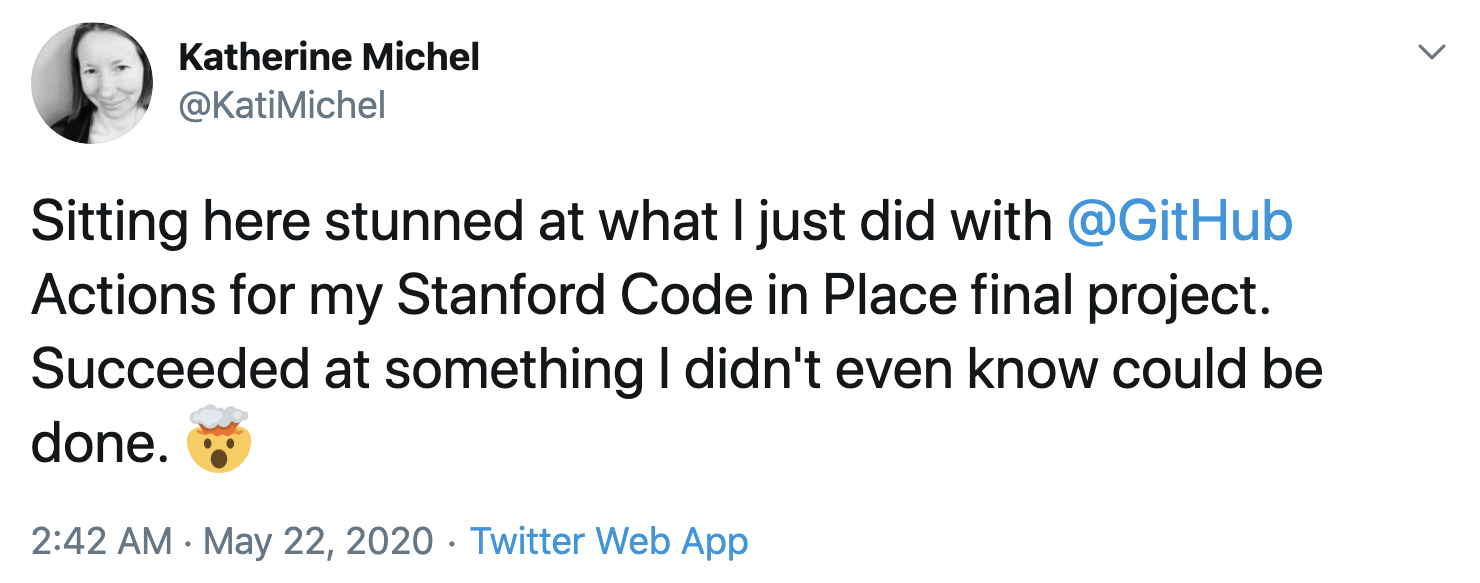 Katherine Michel
@KatiMichel
Sitting here stunned at what I just did with @GitHub
Actions for my Stanford Code in Place final project.
Succeeded at something I didn't even know could be
done. 🤯
2:42 AM · May 22, 2020 · Twitter Web App